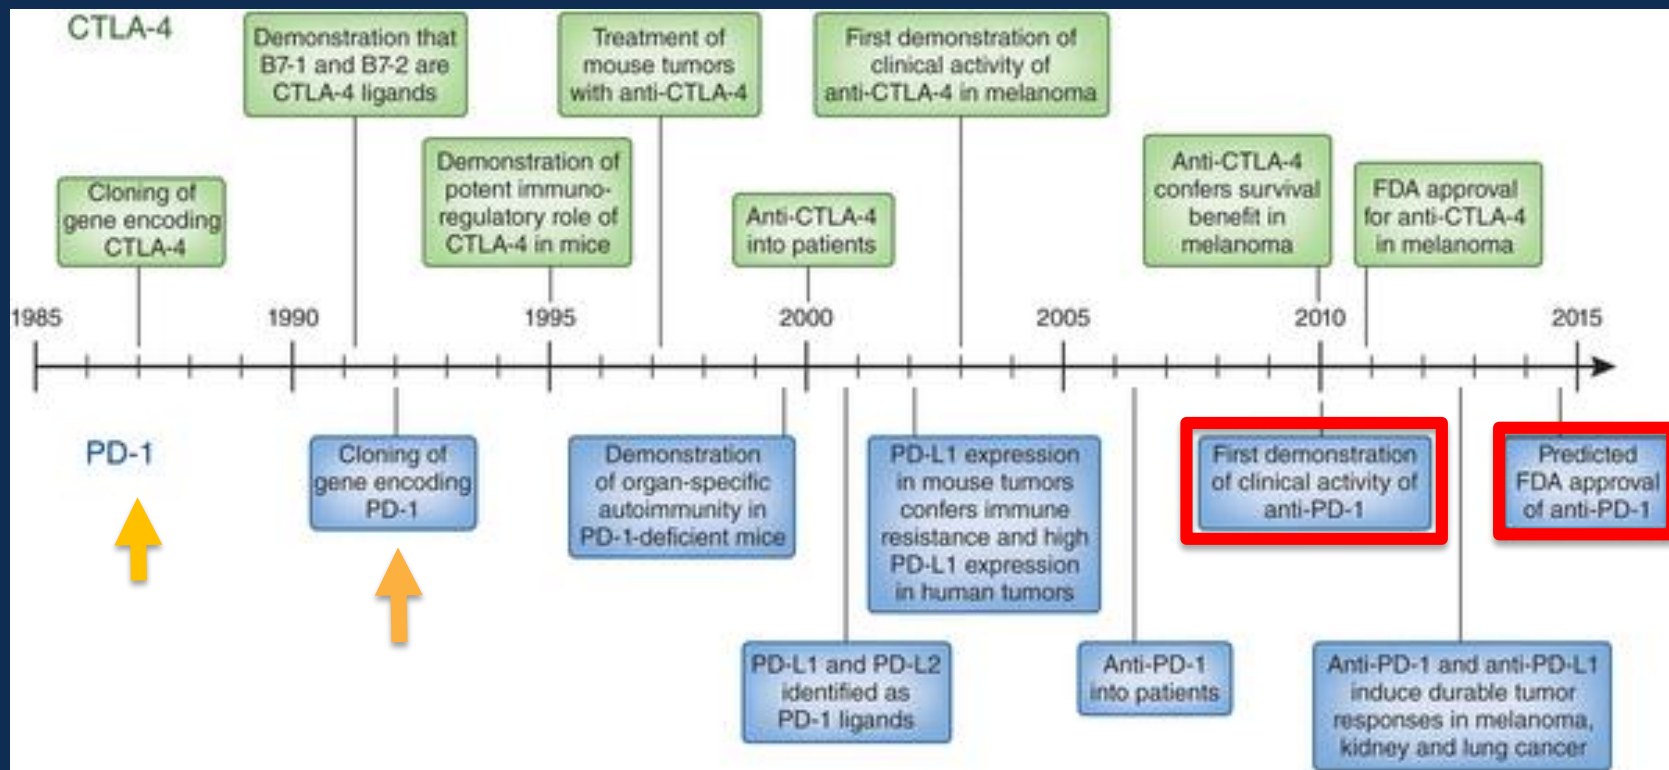 CTLA-4
Demonstration that
B7-1 and B7-2 are
CTLA-4 ligands
Treatment of
mouse tumors
with anti-CTLA-4
First demonstration of
clinical activity of
anti-CTLA-4 in melanoma
Cloning of
gene encoding
CTLA-4
Demonstration of
potent immuno-
regulatory role of
CTLA-4 in mice
Anti-CTLA-4
into patients
Anti-CTLA-4
confers survival
benefit in
melanoma
FDA approval
for anti-CTLA-4
in melanoma
1985
1990
1995
2000
2005
2010
2015
PD-1
Cloning of
gene encoding
PD-1
Demonstration
of organ-specific
autoimmunity in
PD-1-deficient mice
PD-L1 expression
in mouse tumors
confers immune
resistance and high
PD-L1 expression
in human tumors
First demonstration
of clinical activity of
anti-PD-1
Predicted
FDA approval
of anti-PD-1
PD-L1 and PD-L2
identified as
PD-1 ligands
Anti-PD-1
into patients
Anti-PD-1 and anti-PD-L1
induce durable tumor
responses in melanoma,
kidney and lung cancer